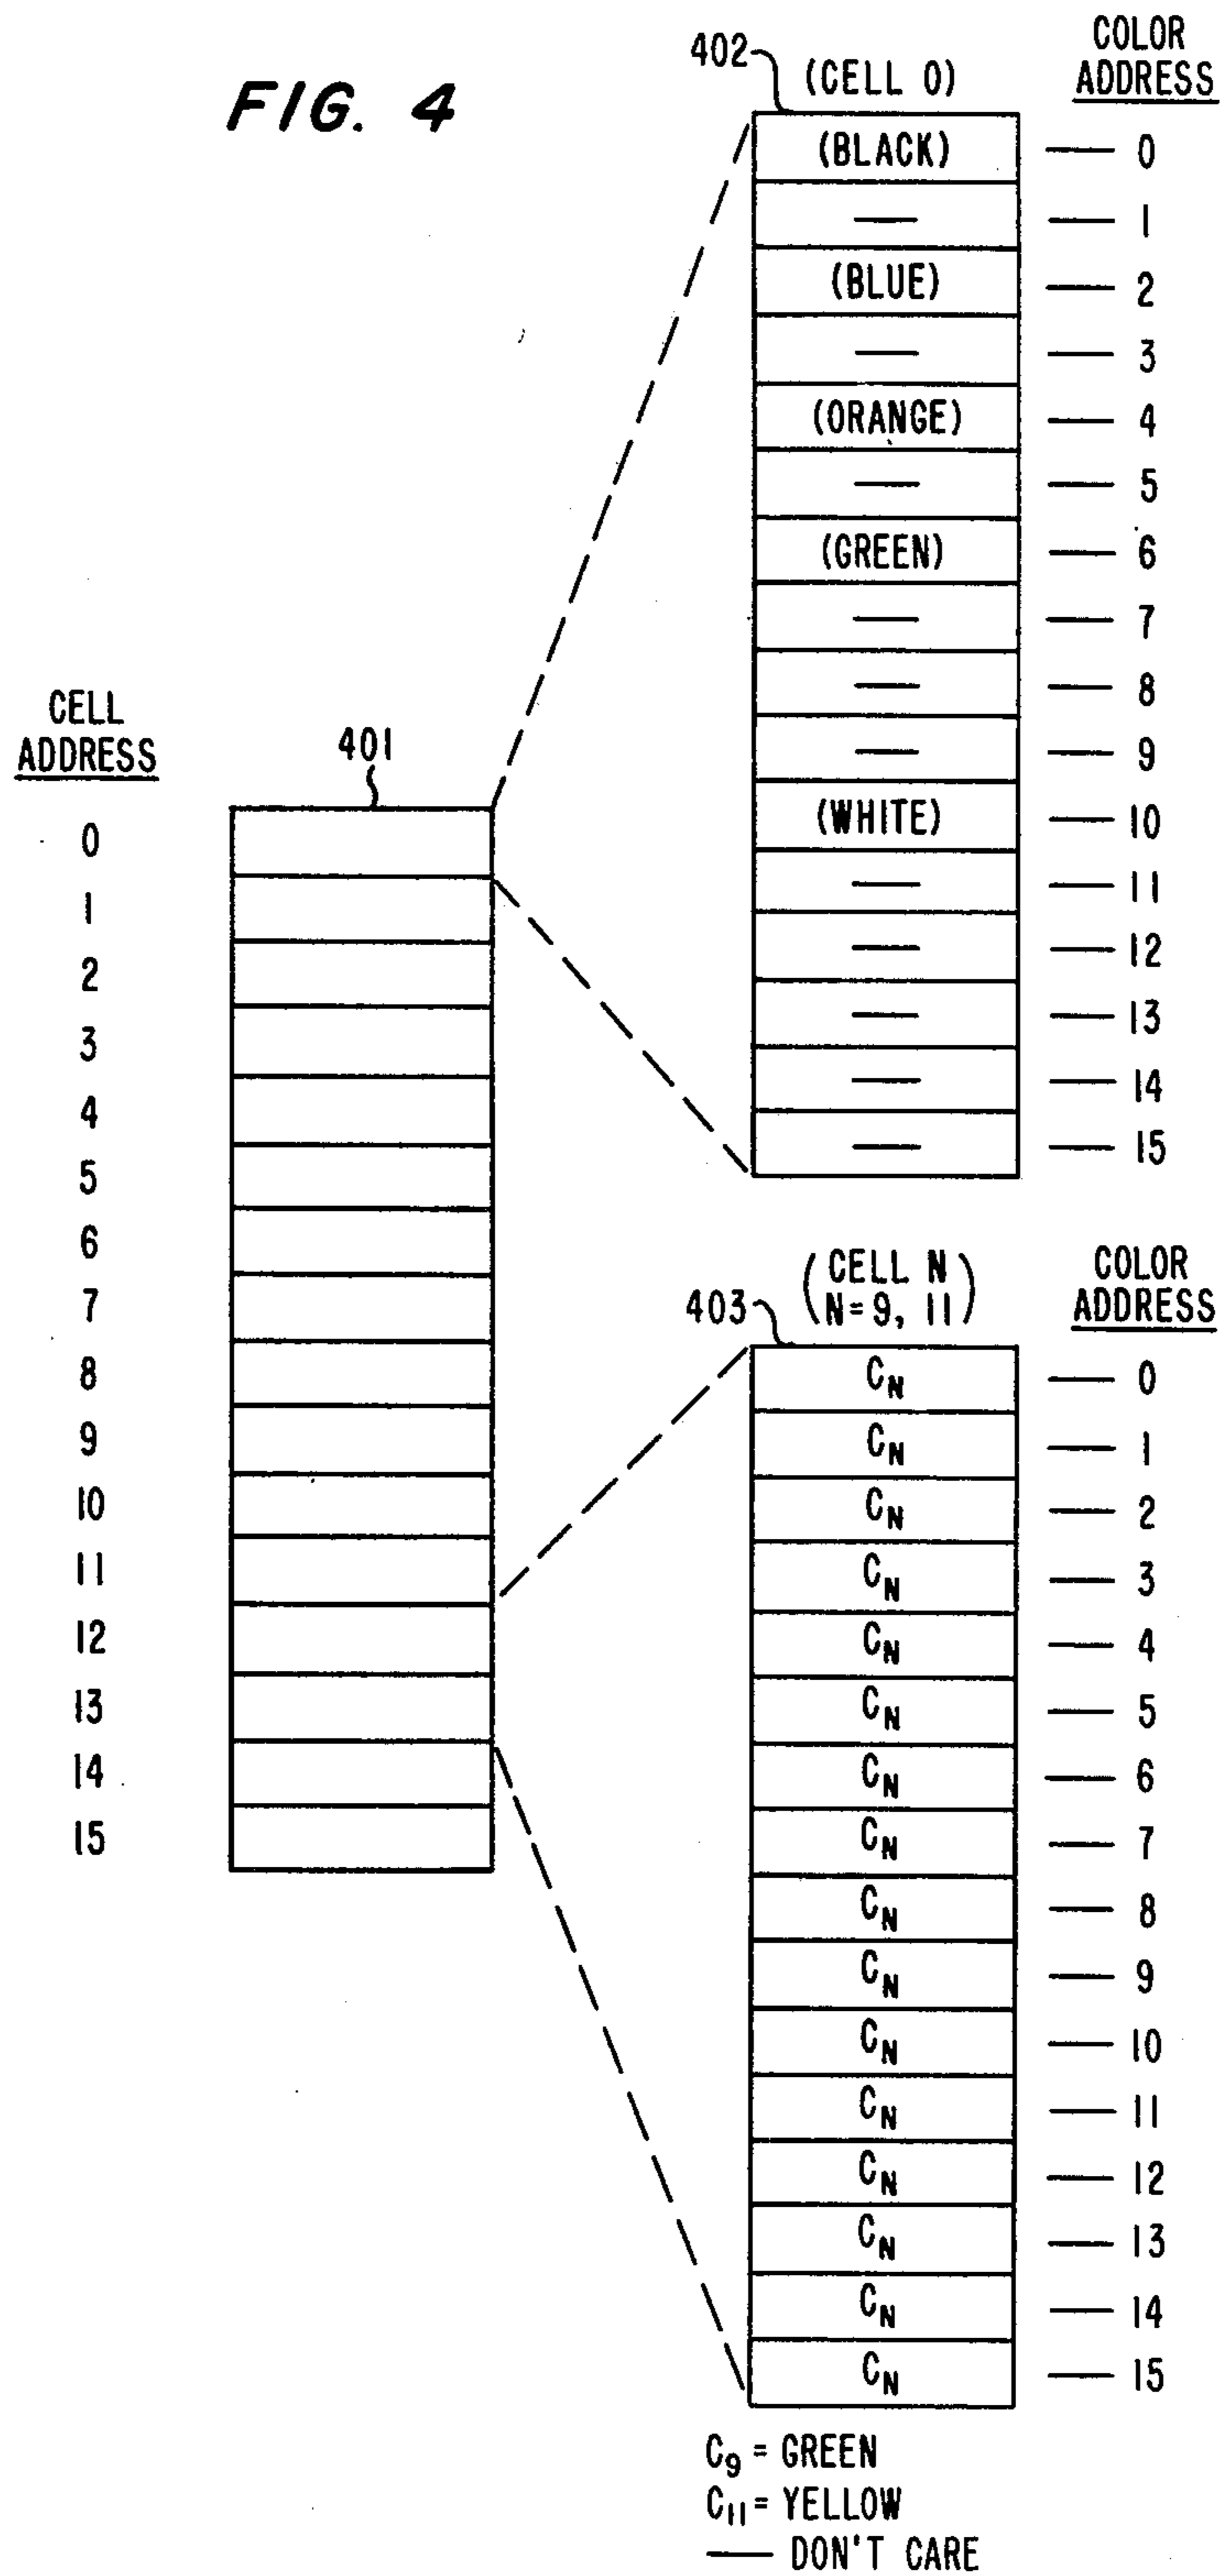 FIG. 4
402
(CELL 0)
COLOR
ADDRESS
(BLACK) — 0
— — 1
(BLUE) — 2
— — 3
(ORANGE) — 4
— — 5
(GREEN) — 6
— — 7
— — 8
— — 9
(WHITE) — 10
— — 11
— — 12
— — 13
— — 14
— — 15
CELL
ADDRESS
401
0
1
2
3
4
5
6
7
8
9
10
11
12
13
14
15
403
(CELL N
N=9, 11)
COLOR
ADDRESS
C_N — 0
C_N — 1
C_N — 2
C_N — 3
C_N — 4
C_N — 5
C_N — 6
C_N — 7
C_N — 8
C_N — 9
C_N — 10
C_N — 11
C_N — 12
C_N — 13
C_N — 14
C_N — 15
C₉ = GREEN
C₁₁ = YELLOW
— DON'T CARE